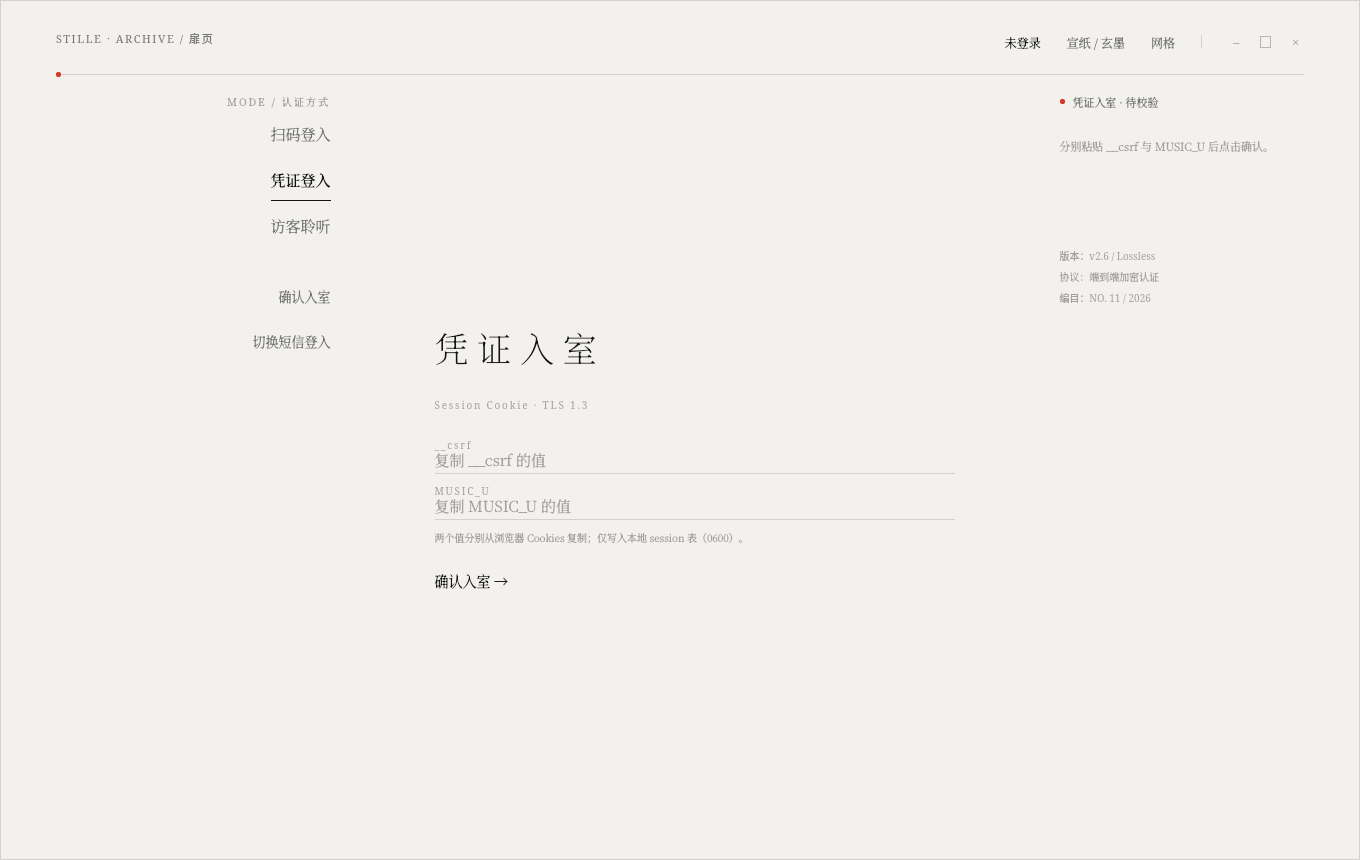 STILLE · ARCHIVE / 扉页
未登录 宣纸 / 玄墨 网格
MODE / 认证方式
扫码登入
凭证登入
访客聆听
确认入室
切换短信登入
凭证入室
Session Cookie · TLS 1.3
__csrf
复制 __csrf 的值
MUSIC_U
复制 MUSIC_U 的值
两个值分别从浏览器 Cookies 复制；仅写入本地 session 表（0600）。
确认入室 →
凭证入室 · 待校验
分别粘贴 __csrf 与 MUSIC_U 后点击确认。
版本：v2.6 / Lossless
协议：端到端加密认证
编目：NO. 11 / 2026